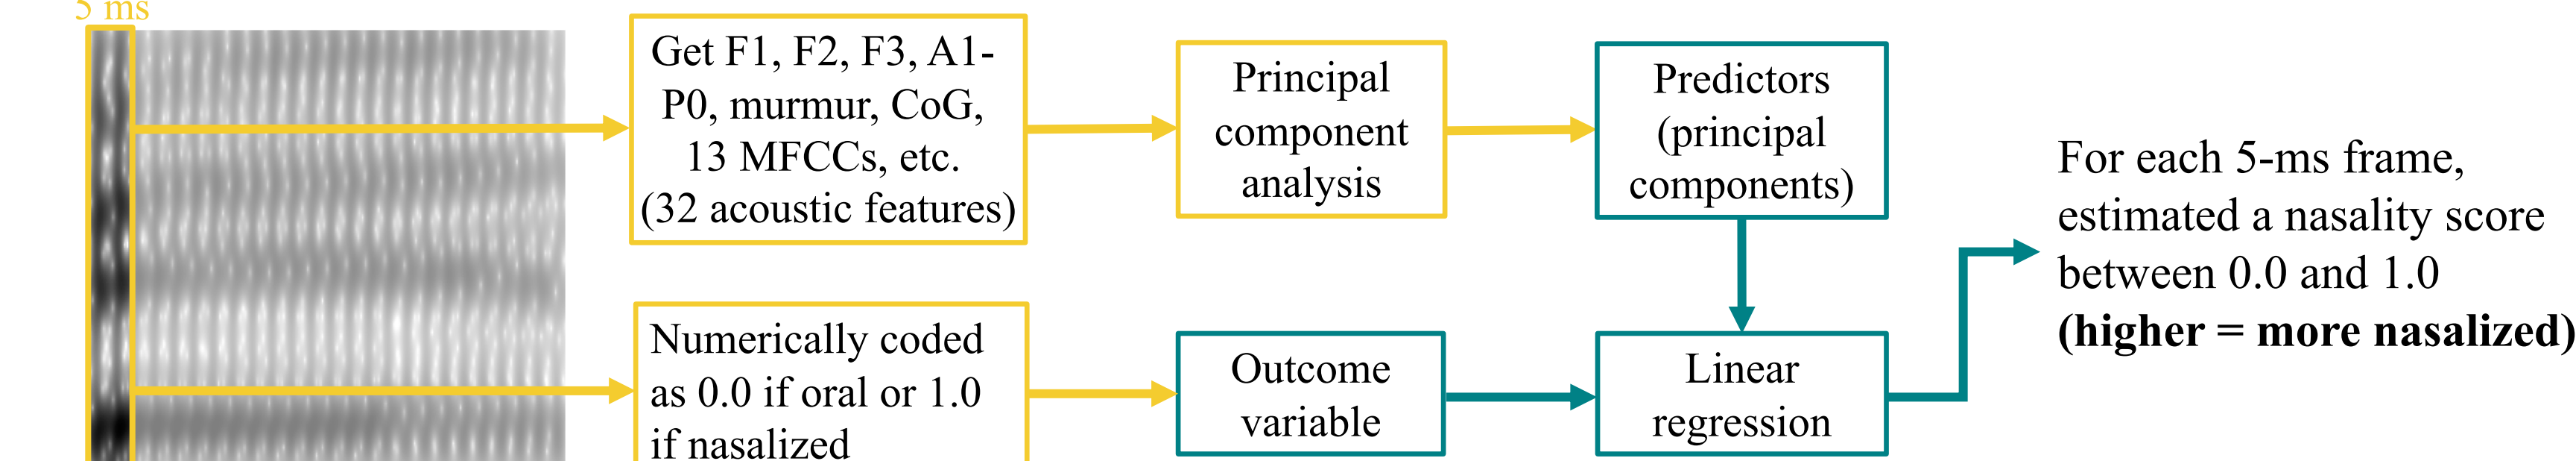 5 ms
Get F1, F2, F3, A1-
P0, murmur, CoG,
13 MFCCs, etc.
(32 acoustic features)
Principal
component
analysis
Predictors
(principal
components)
For each 5-ms frame,
estimated a nasality score
between 0.0 and 1.0
(higher = more nasalized)
Numerically coded
as 0.0 if oral or 1.0
if nasalized
Outcome
variable
Linear
regression